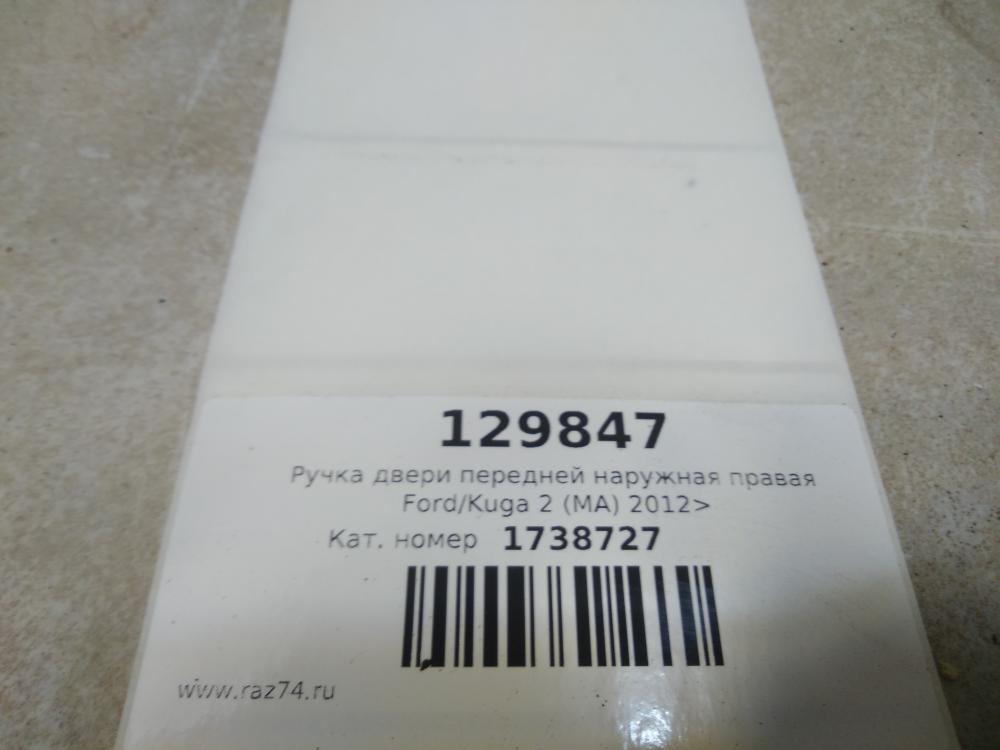 129847
Ручка двери передней наружная правая
Ford/Kuga 2 (MA) 2012>
Кат. номер 1738727
www.raz74.ru